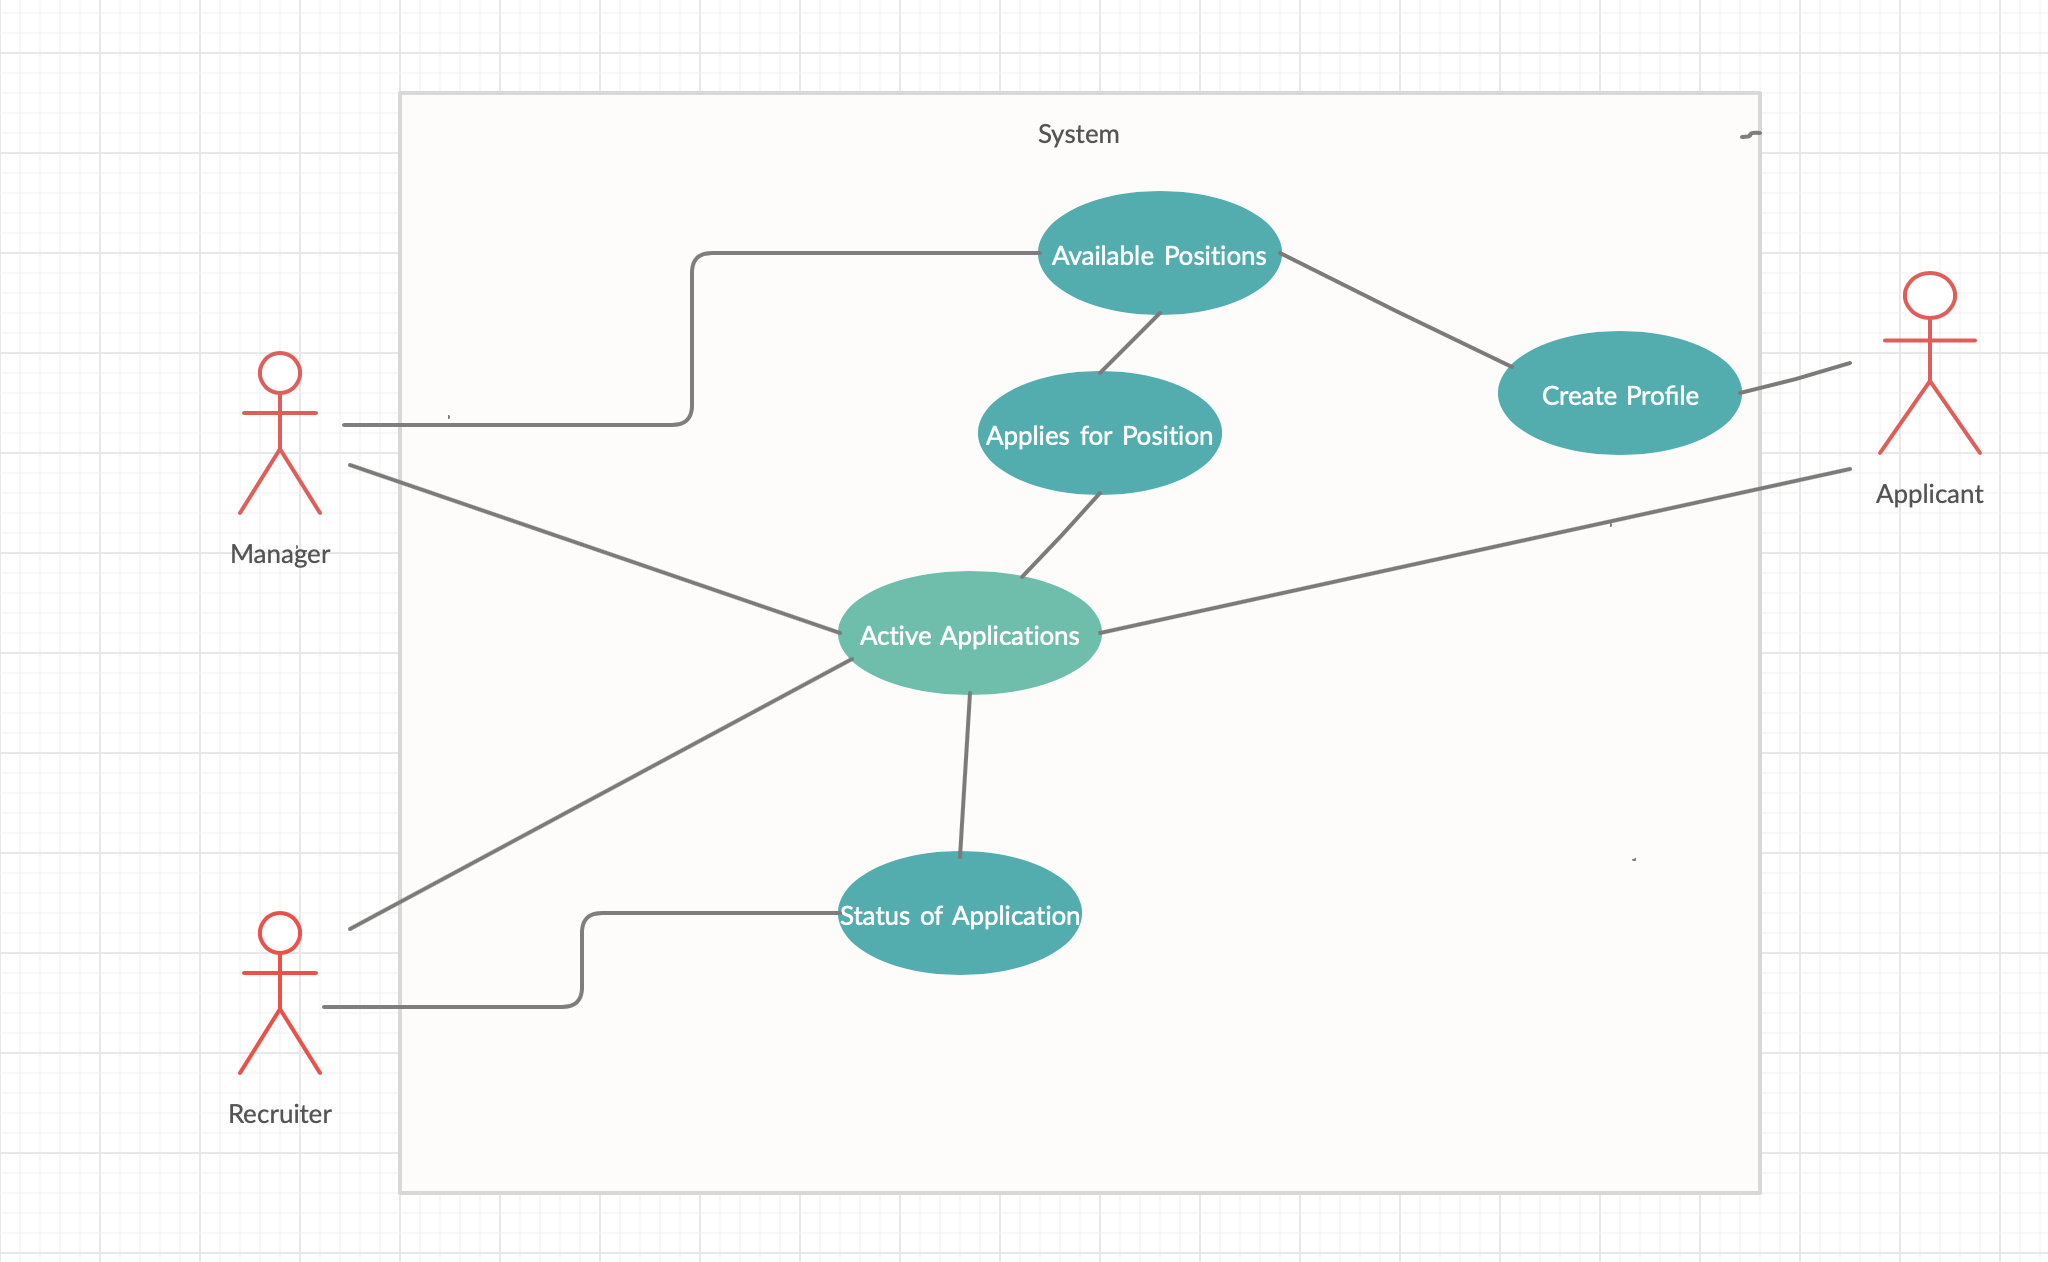 System
Available Positions
Create Profile
Applies for Position
Applicant
Manager
Active Applications
Status of Application
Recruiter